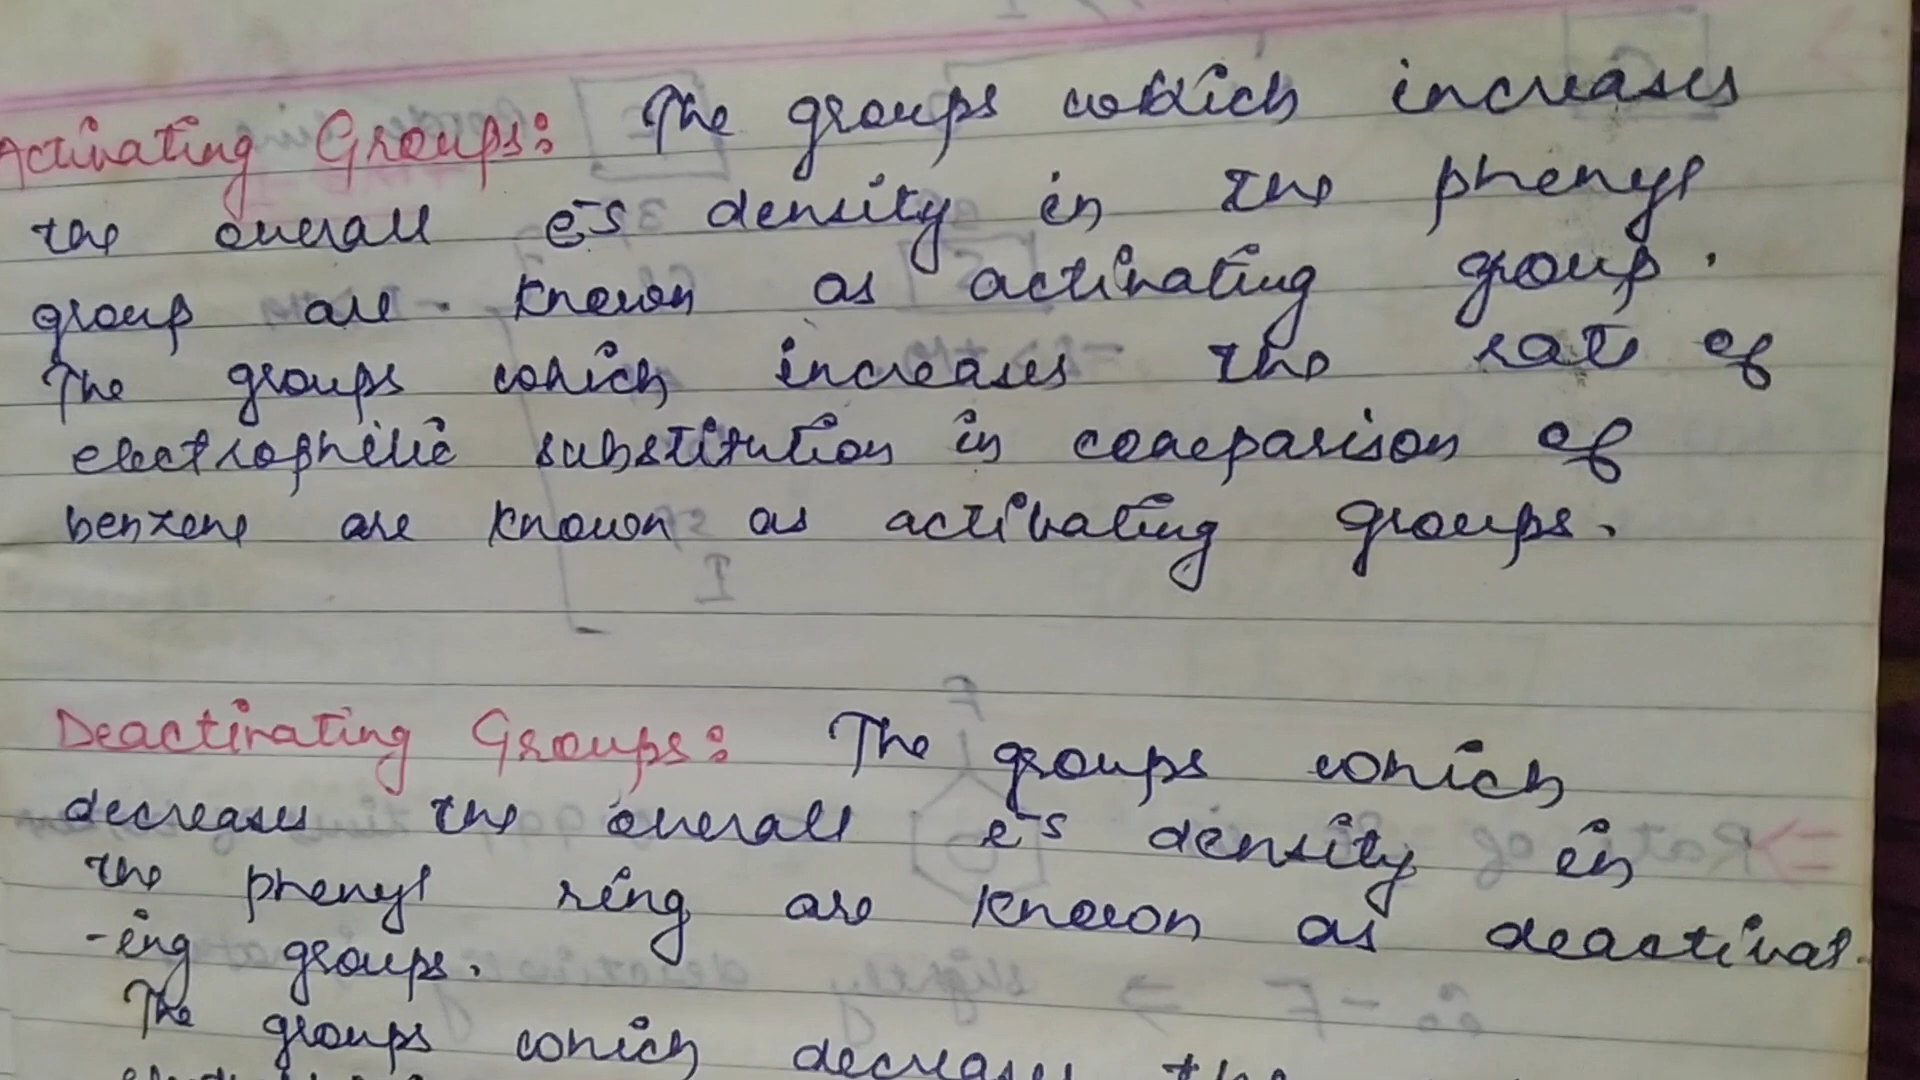 Activating Groups: The groups which increases
the overall e⁻s density in the phenyl
group are known as activating group.
The groups which increases the rate of
electrophilic substitution in comparison of
benzene are known as activating groups.
Deactivating Groups: The groups which
decreases the overall e⁻s density in
the phenyl ring are known as deactivat-
-ing groups.
The groups which decreases the